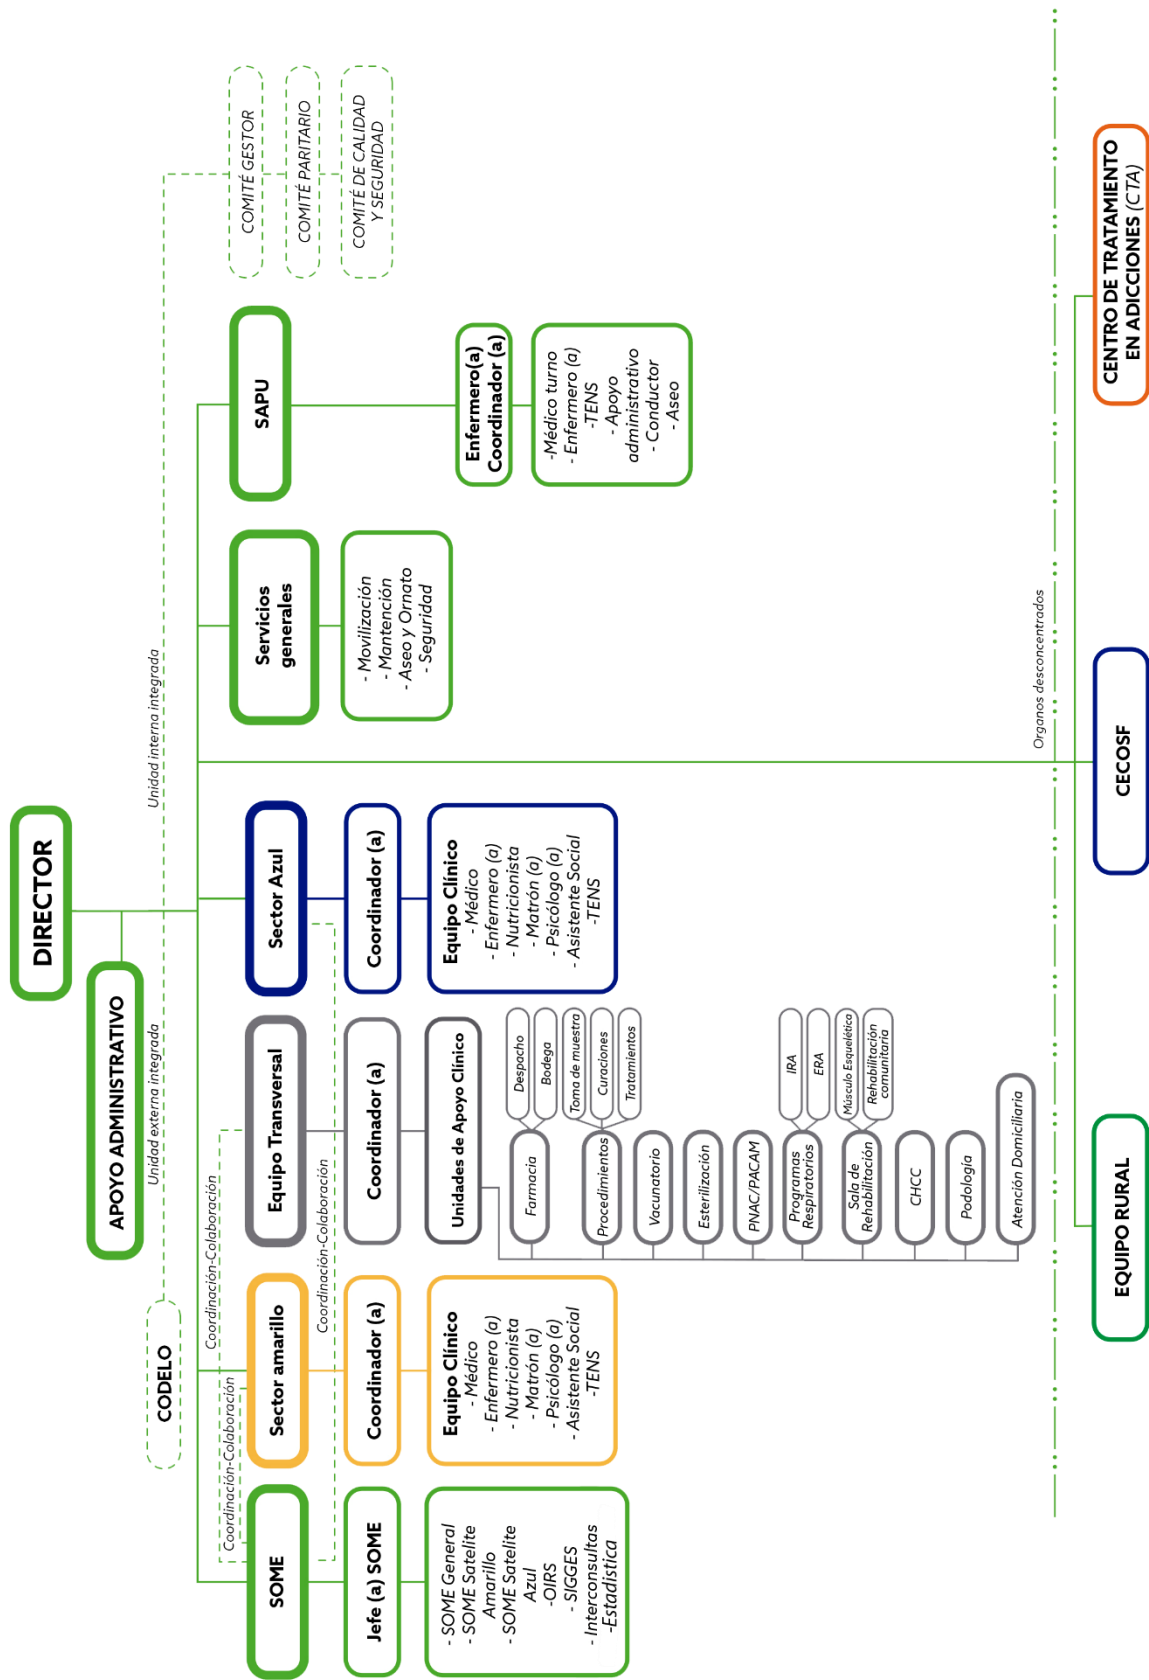 DIRECTOR
APOYO ADMINISTRATIVO
CODELO
Unidad externa integrada
Unidad interna integrada
COMITÉ GESTOR
COMITÉ PARITARIO
COMITÉ DE CALIDAD
Y SEGURIDAD
Coordinación-Colaboración
Coordinación-Colaboración
Coordinación-Colaboración
SOME
Jefe (a) SOME
- SOME General
- SOME Satelite
Amarillo
- SOME Satelite
Azul
-OIRS
- SIGGES
- Interconsultas
-Estadística
Sector amarillo
Coordinador (a)
Equipo Clínico
- Médico
- Enfermero (a)
- Nutricionista
- Matrón (a)
- Psicólogo (a)
- Asistente Social
-TENS
Equipo Transversal
Coordinador (a)
Unidades de Apoyo Clínico
Farmacia
Despacho
Bodega
Procedimientos
Toma de muestra
Curaciones
Tratamientos
Vacunatorio
Esterilización
PNAC/PACAM
Programas
Respiratorios
IRA
ERA
Sala de
Rehabilitación
Músculo Esquelética
Rehabilitación
comunitaria
CHCC
Podología
Atención Domiciliaria
Sector Azul
Coordinador (a)
Equipo Clínico
- Médico
- Enfermero (a)
- Nutricionista
- Matrón (a)
- Psicólogo (a)
- Asistente Social
-TENS
Servicios
generales
- Movilización
- Mantención
- Aseo y Ornato
- Seguridad
SAPU
Enfermero(a)
Coordinador (a)
-Médico turno
- Enfermero (a)
-TENS
- Apoyo
administrativo
- Conductor
- Aseo
Organos desconcentrados
EQUIPO RURAL
CECOSF
CENTRO DE TRATAMIENTO
EN ADICCIONES (CTA)